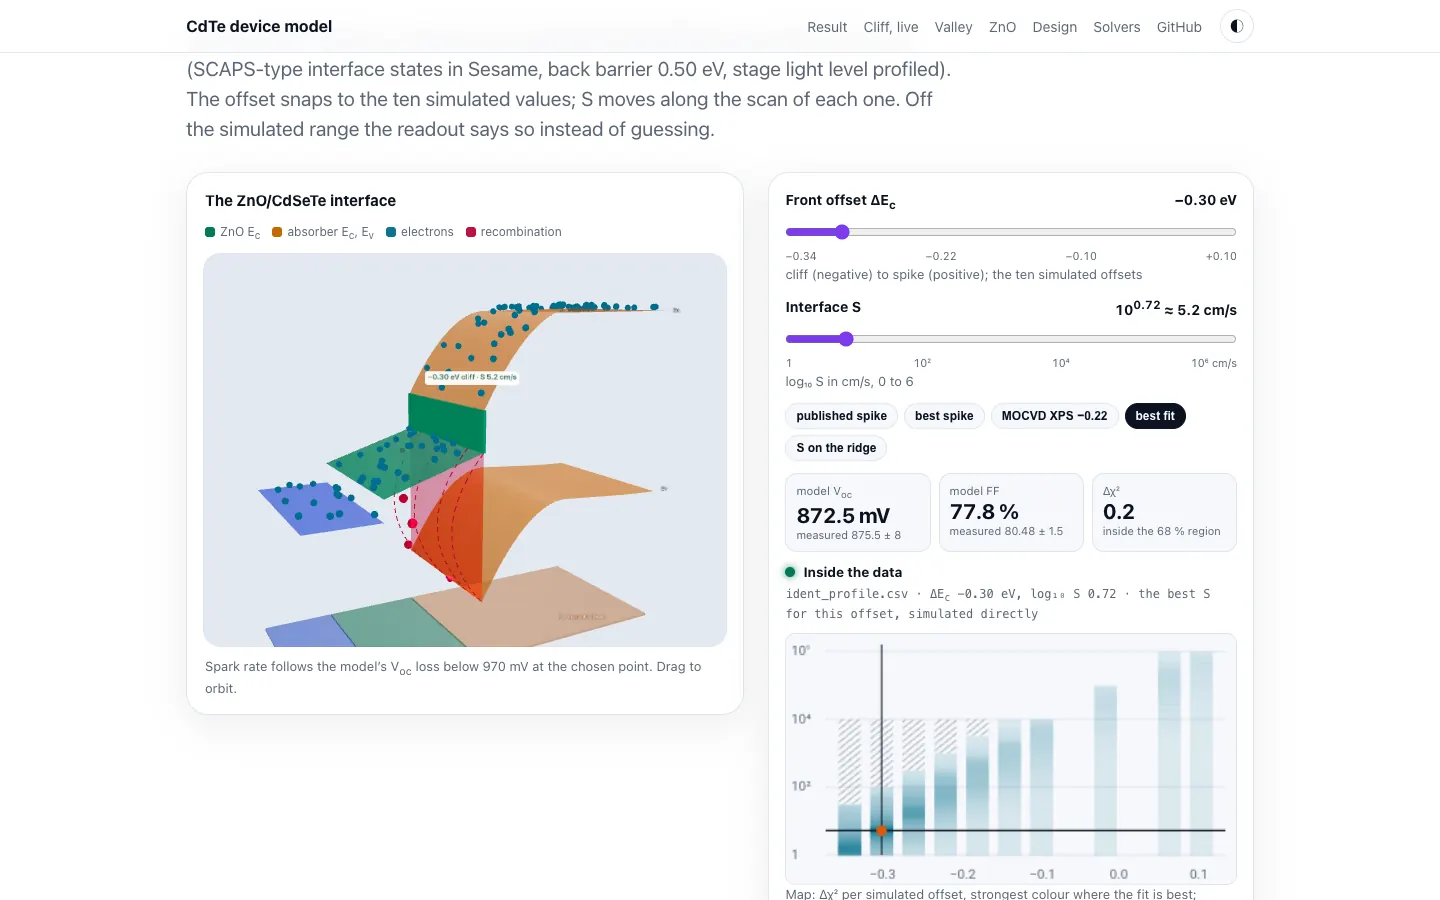 CdTe device model
Result
Cliff, live
Valley
ZnO
Design
Solvers
GitHub
(SCAPS-type interface states in Sesame, back barrier 0.50 eV, stage light level profiled).
The offset snaps to the ten simulated values; S moves along the scan of each one. Off
the simulated range the readout says so instead of guessing.
The ZnO/CdSeTe interface
ZnO Ec
absorber Ec, Ev
electrons
recombination
−0.30 eV cliff · S 5.2 cm/s
Spark rate follows the model's Voc loss below 970 mV at the chosen point. Drag to
orbit.
Front offset ΔEc
−0.30 eV
−0.34
−0.22
−0.10
+0.10
cliff (negative) to spike (positive); the ten simulated offsets
Interface S
10^0.72 ≈ 5.2 cm/s
1
10²
10⁴
10⁶ cm/s
log₁₀ S in cm/s, 0 to 6
published spike
best spike
MOCVD XPS −0.22
best fit
S on the ridge
model Voc
872.5 mV
measured 875.5 ± 8
model FF
77.8 %
measured 80.48 ± 1.5
Δχ²
0.2
inside the 68 % region
Inside the data
ident_profile.csv · ΔEc −0.30 eV, log₁₀ S 0.72 · the best S
for this offset, simulated directly
10⁶
10⁴
10²
1
−0.3
−0.2
−0.1
0.0
0.1
Map: Δχ² per simulated offset, strongest colour where the fit is best;